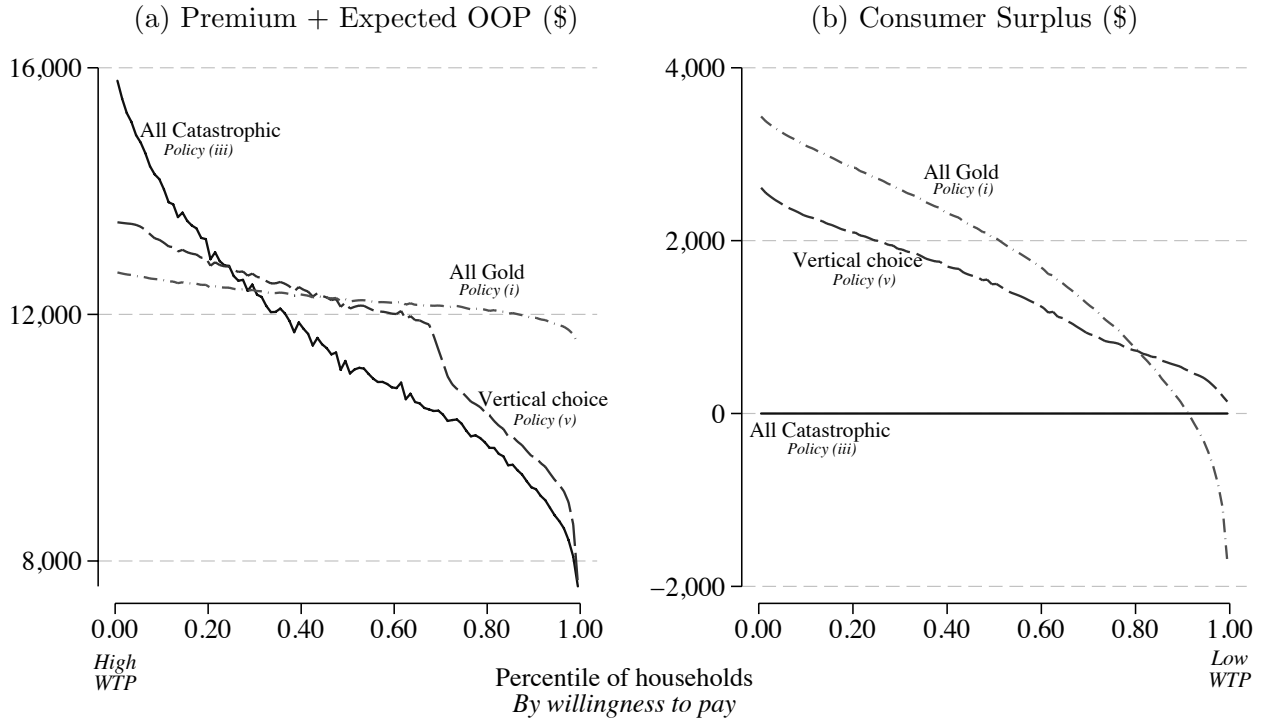 (a) Premium + Expected OOP ($)
16,000
12,000
8,000
All Catastrophic
Policy (iii)
All Gold
Policy (i)
Vertical choice
Policy (v)
0.00 0.20 0.40 0.60 0.80 1.00
High
WTP
(b) Consumer Surplus ($)
4,000
2,000
0
−2,000
All Gold
Policy (i)
Vertical choice
Policy (v)
All Catastrophic
Policy (iii)
0.00 0.20 0.40 0.60 0.80 1.00
Low
WTP
Percentile of households
By willingness to pay